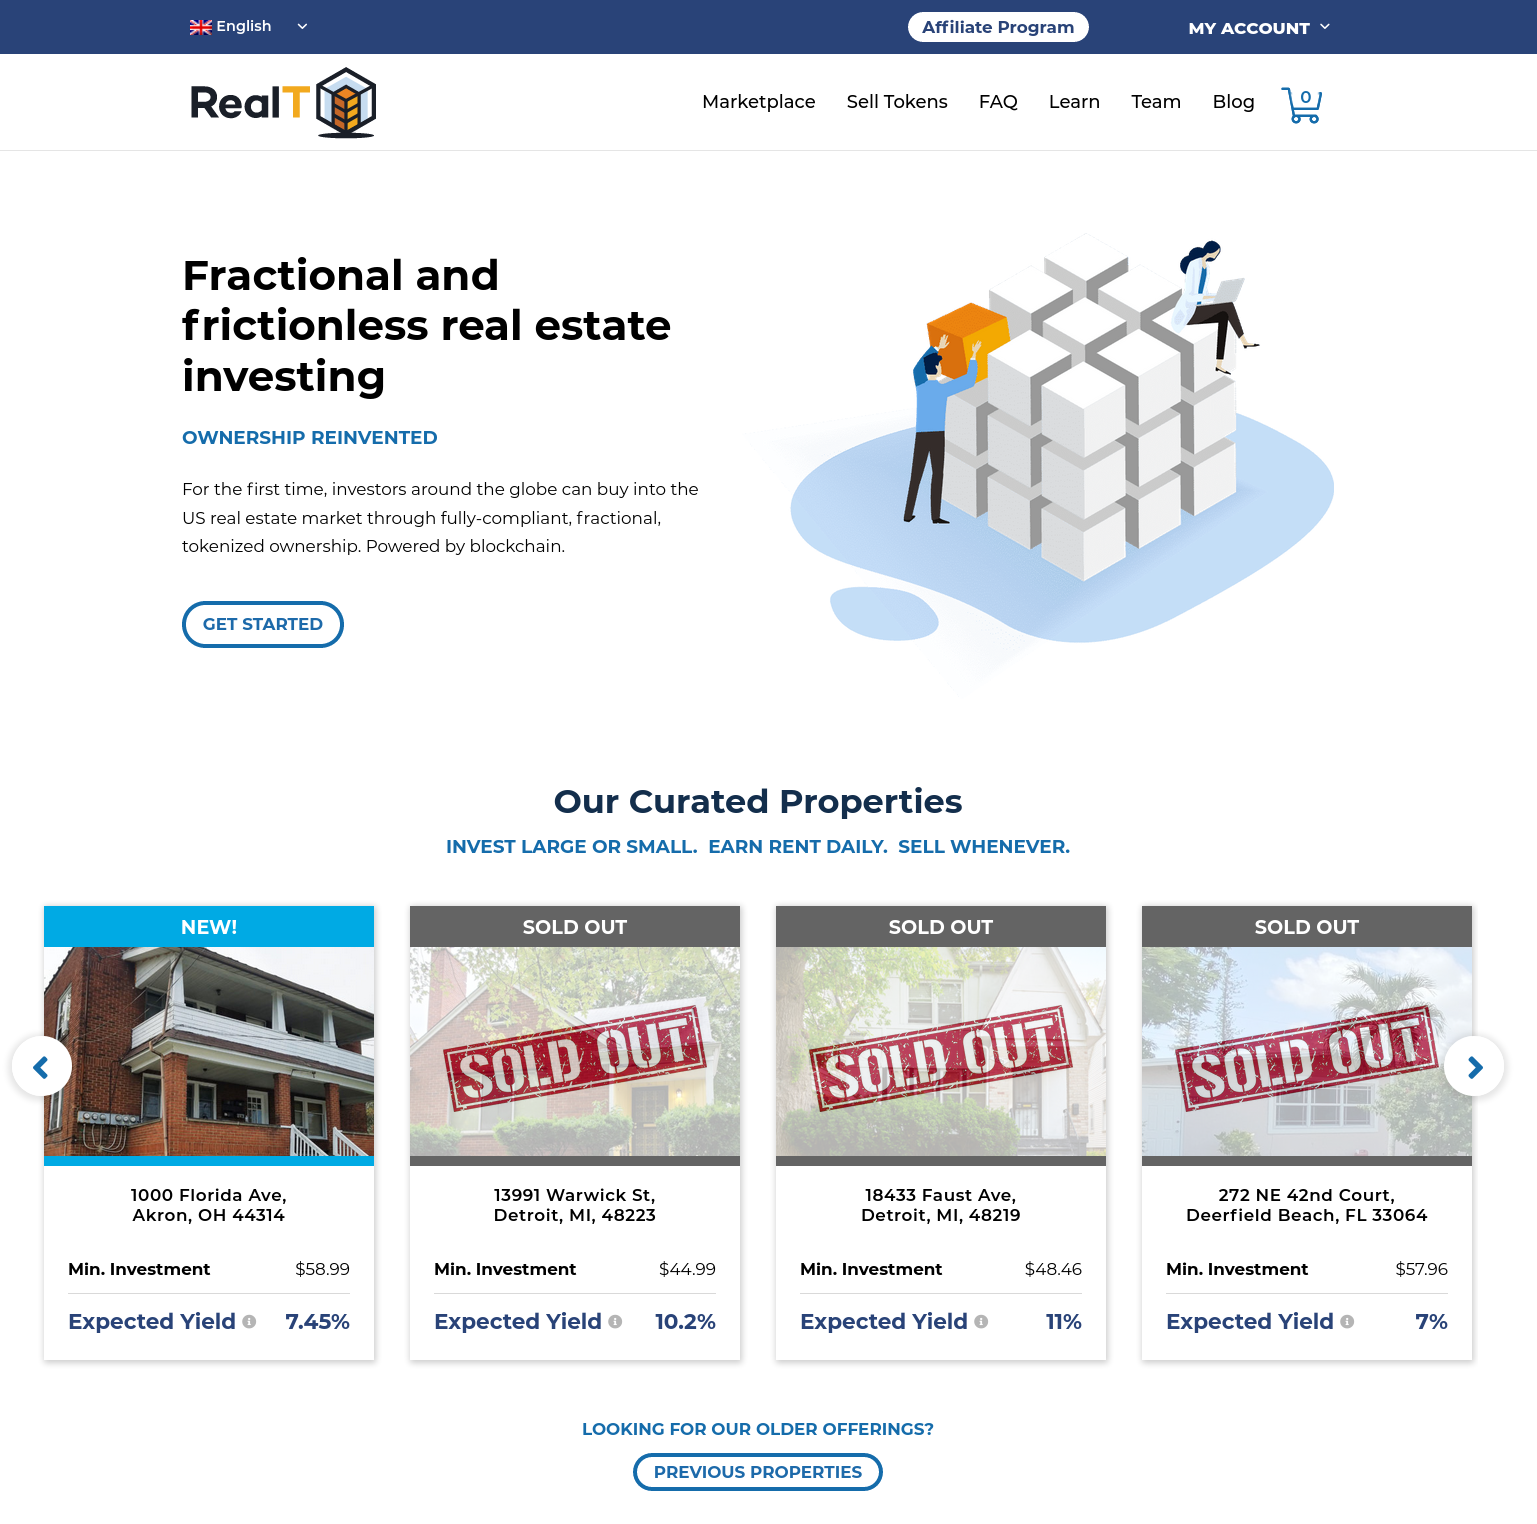 English
Affiliate Program
MY ACCOUNT
RealT
Marketplace
Sell Tokens
FAQ
Learn
Team
Blog
0
Fractional and
frictionless real estate
investing
OWNERSHIP REINVENTED
For the first time, investors around the globe can buy into the
US real estate market through fully-compliant, fractional,
tokenized ownership. Powered by blockchain.
GET STARTED
Our Curated Properties
INVEST LARGE OR SMALL.  EARN RENT DAILY.  SELL WHENEVER.
NEW!
1000 Florida Ave,
Akron, OH 44314
Min. Investment $58.99
Expected Yield 7.45%
SOLD OUT
SOLD OUT
13991 Warwick St,
Detroit, MI, 48223
Min. Investment $44.99
Expected Yield 10.2%
SOLD OUT
SOLD OUT
18433 Faust Ave,
Detroit, MI, 48219
Min. Investment $48.46
Expected Yield 11%
SOLD OUT
SOLD OUT
272 NE 42nd Court,
Deerfield Beach, FL 33064
Min. Investment $57.96
Expected Yield 7%
LOOKING FOR OUR OLDER OFFERINGS?
PREVIOUS PROPERTIES